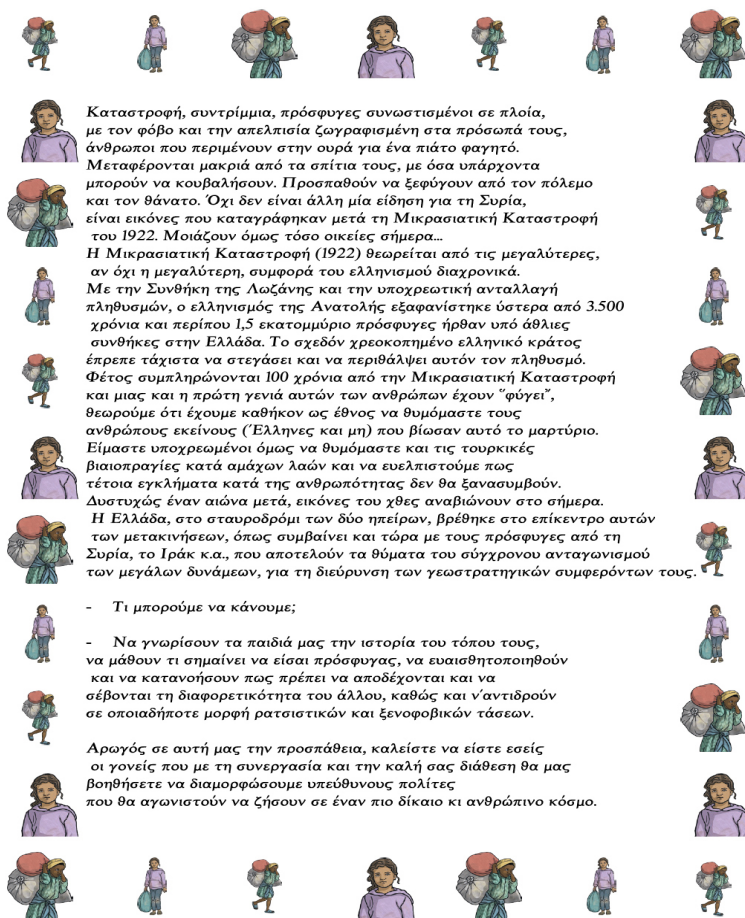 Καταστροφή, συντρίμμια, πρόσφυγες συνωστισμένοι σε πλοία,
με τον φόβο και την απελπισία ζωγραφισμένη στα πρόσωπά τους,
άνθρωποι που περιμένουν στην ουρά για ένα πιάτο φαγητό.
Μεταφέρονται μακριά από τα σπίτια τους, με όσα υπάρχοντα
μπορούν να κουβαλήσουν. Προσπαθούν να ξεφύγουν από τον πόλεμο
και τον θάνατο. Όχι δεν είναι άλλη μία είδηση για τη Συρία,
είναι εικόνες που καταγράφηκαν μετά τη Μικρασιατική Καταστροφή
του 1922. Μοιάζουν όμως τόσο οικείες σήμερα...
Η Μικρασιατική Καταστροφή (1922) θεωρείται από τις μεγαλύτερες,
αν όχι η μεγαλύτερη, συμφορά του ελληνισμού διαχρονικά.
Με την Συνθήκη της Λωζάνης και την υποχρεωτική ανταλλαγή
πληθυσμών, ο ελληνισμός της Ανατολής εξαφανίστηκε ύστερα από 3.500
χρόνια και περίπου 1,5 εκατομμύριο πρόσφυγες ήρθαν υπό άθλιες
συνθήκες στην Ελλάδα. Το σχεδόν χρεοκοπημένο ελληνικό κράτος
έπρεπε τάχιστα να στεγάσει και να περιθάλψει αυτόν τον πληθυσμό.
Φέτος συμπληρώνονται 100 χρόνια από την Μικρασιατική Καταστροφή
και μιας και η πρώτη γενιά αυτών των ανθρώπων έχουν "φύγει",
θεωρούμε ότι έχουμε καθήκον ως έθνος να θυμόμαστε τους
ανθρώπους εκείνους (Έλληνες και μη) που βίωσαν αυτό το μαρτύριο.
Είμαστε υποχρεωμένοι όμως να θυμόμαστε και τις τουρκικές
βιαιοπραγίες κατά αμάχων λαών και να ευελπιστούμε πως
τέτοια εγκλήματα κατά της ανθρωπότητας δεν θα ξανασυμβούν.
Δυστυχώς έναν αιώνα μετά, εικόνες του χθες αναβιώνουν στο σήμερα.
Η Ελλάδα, στο σταυροδρόμι των δύο ηπείρων, βρέθηκε στο επίκεντρο αυτών
των μετακινήσεων, όπως συμβαίνει και τώρα με τους πρόσφυγες από τη
Συρία, το Ιράκ κ.α., που αποτελούν τα θύματα του σύγχρονου ανταγωνισμού
των μεγάλων δυνάμεων, για τη διεύρυνση των γεωστρατηγικών συμφερόντων τους.
- Τι μπορούμε να κάνουμε;
- Να γνωρίσουν τα παιδιά μας την ιστορία του τόπου τους,
να μάθουν τι σημαίνει να είσαι πρόσφυγας, να ευαισθητοποιηθούν
και να κατανοήσουν πως πρέπει να αποδέχονται και να
σέβονται τη διαφορετικότητα του άλλου, καθώς και ν'αντιδρούν
σε οποιαδήποτε μορφή ρατσιστικών και ξενοφοβικών τάσεων.
Αρωγός σε αυτή μας την προσπάθεια, καλείστε να είστε εσείς
οι γονείς που με τη συνεργασία και την καλή σας διάθεση θα μας
βοηθήσετε να διαμορφώσουμε υπεύθυνους πολίτες
που θα αγωνιστούν να ζήσουν σε έναν πιο δίκαιο κι ανθρώπινο κόσμο.